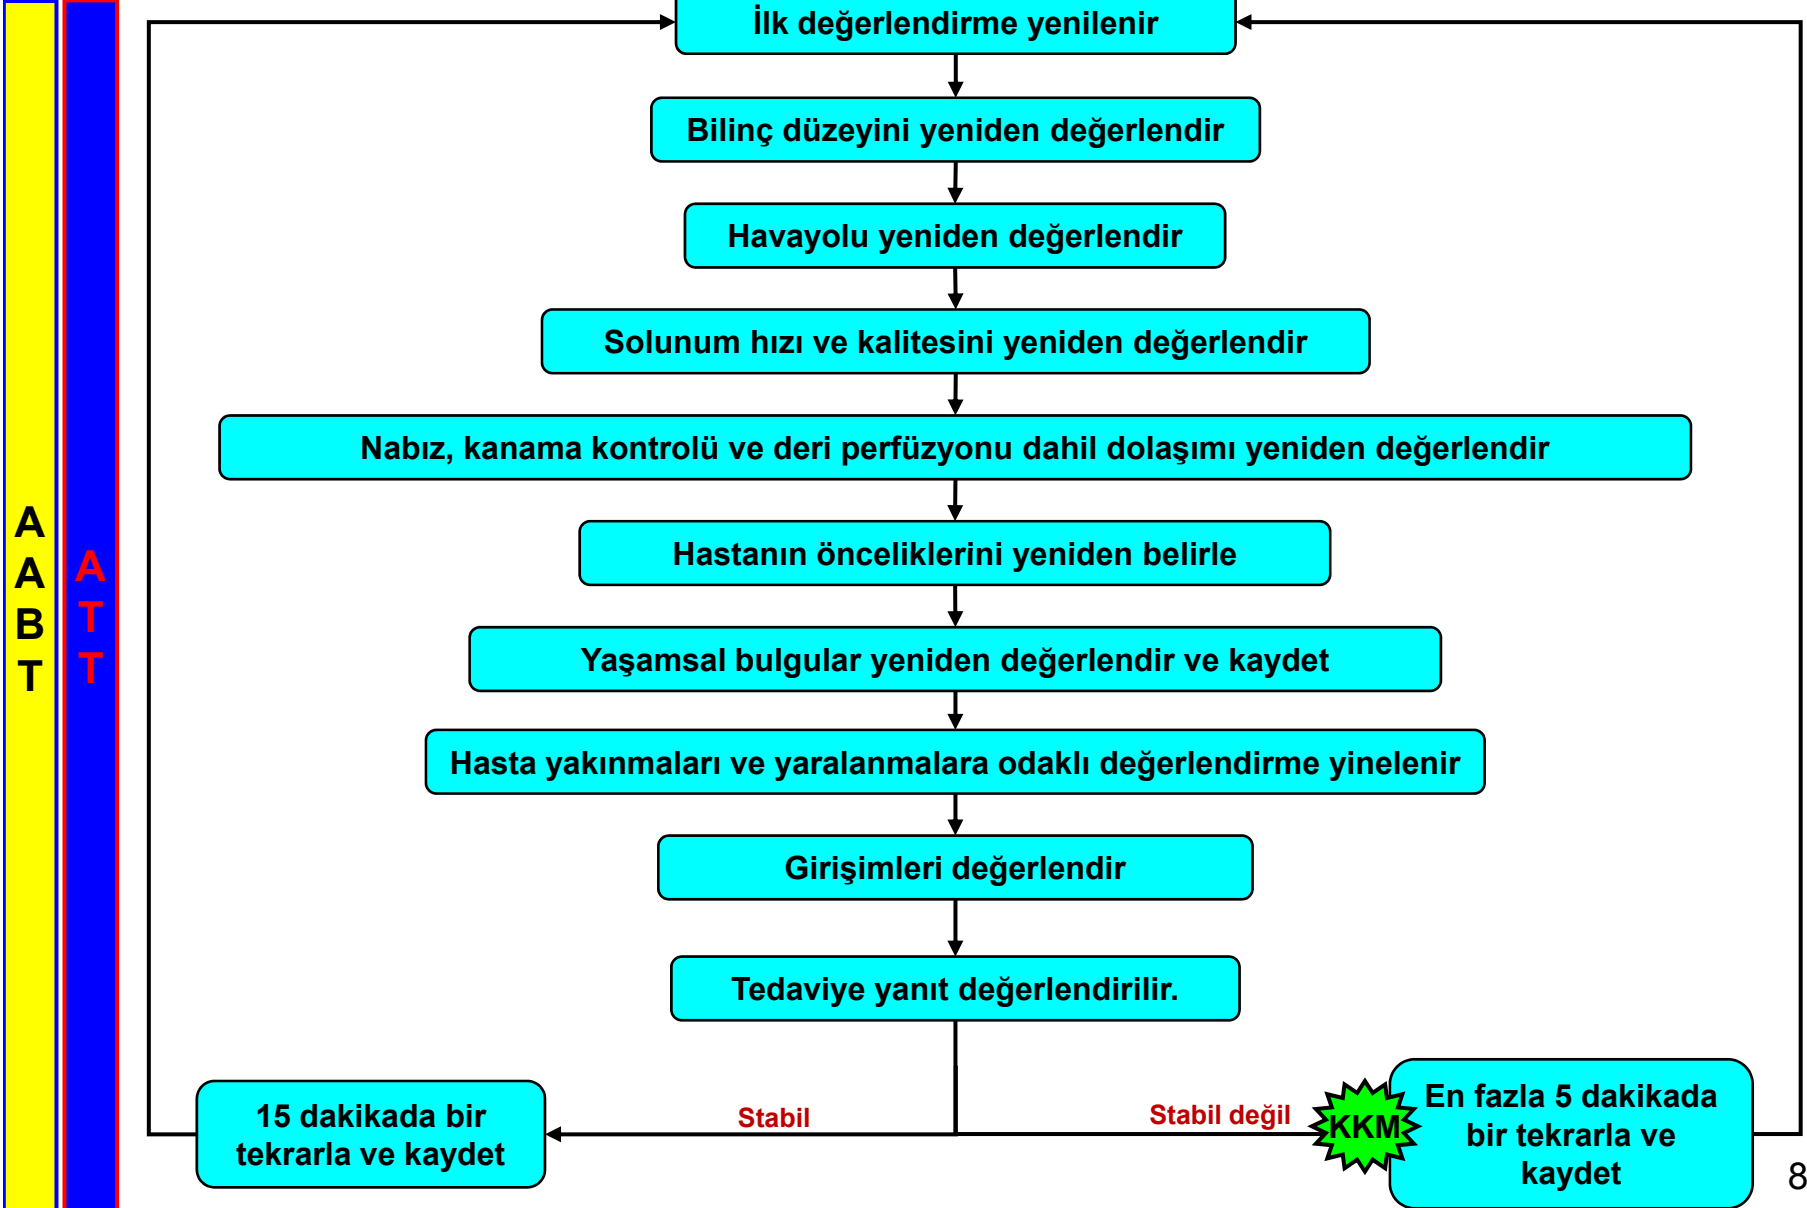 İlk değerlendirme yenilenir
Bilinç düzeyini yeniden değerlendir
Havayolu yeniden değerlendir
Solunum hızı ve kalitesini yeniden değerlendir
Nabız, kanama kontrolü ve deri perfüzyonu dahil dolaşımı yeniden değerlendir
Hastanın önceliklerini yeniden belirle
Yaşamsal bulgular yeniden değerlendir ve kaydet
Hasta yakınmaları ve yaralanmalara odaklı değerlendirme yinelenir
Girişimleri değerlendir
Tedaviye yanıt değerlendirilir.
Stabil
15 dakikada bir
tekrarla ve kaydet
Stabil değil
KKM
En fazla 5 dakikada
bir tekrarla ve
kaydet
A
A
B
T
A
T
T
8